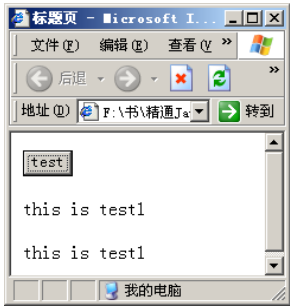 标题页 - Microsoft I...
文件(F) 编辑(E) 查看(V »
后退 »
地址(D) F:\书\精通Ja 转到
test
this is test1
this is test1
我的电脑